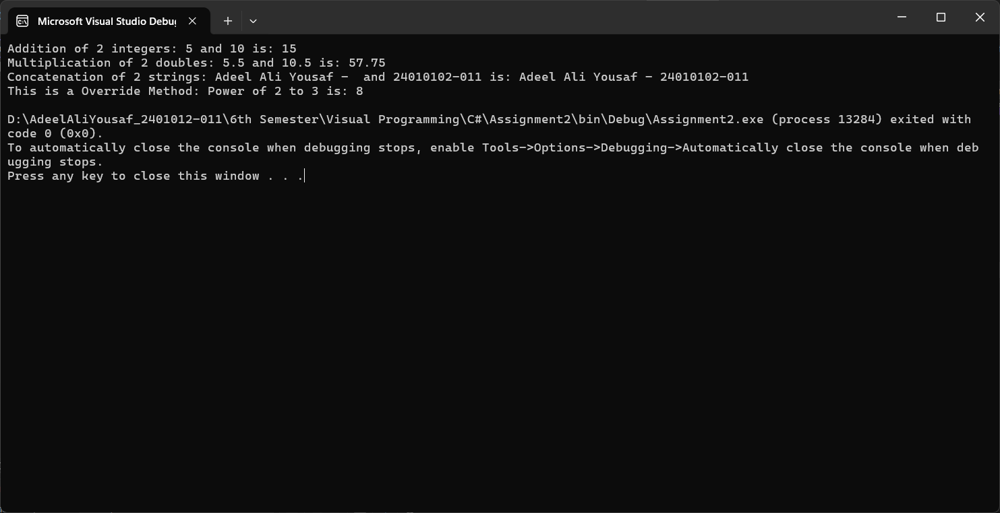 Microsoft Visual Studio Debu
Addition of 2 integers: 5 and 10 is: 15
Multiplication of 2 doubles: 5.5 and 10.5 is: 57.75
Concatenation of 2 strings: Adeel Ali Yousaf -  and 24010102-011 is: Adeel Ali Yousaf - 24010102-011
This is a Override Method: Power of 2 to 3 is: 8
D:\AdeelAliYousaf_2401012-011\6th Semester\Visual Programming\C#\Assignment2\bin\Debug\Assignment2.exe (process 13284) exited with
code 0 (0x0).
To automatically close the console when debugging stops, enable Tools->Options->Debugging->Automatically close the console when deb
ugging stops.
Press any key to close this window . . .